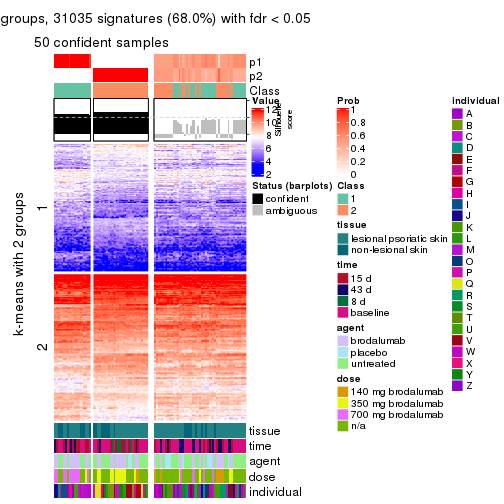 groups, 31035 signatures (68.0%) with fdr < 0.05
50 confident samples
p1
p2
Class
Silhouette
score
k-means with 2 groups
1
2
tissue
time
agent
dose
individual
Value
12
10
8
6
4
2
Status (barplots)
confident
ambiguous
Prob
1
0.8
0.6
0.4
0.2
0
Class
1
2
tissue
lesional psoriatic skin
non-lesional skin
time
15 d
43 d
8 d
baseline
agent
brodalumab
placebo
untreated
dose
140 mg brodalumab
350 mg brodalumab
700 mg brodalumab
n/a
individual
A
B
C
D
E
F
G
H
I
J
K
L
M
O
P
Q
R
S
T
U
V
W
X
Y
Z